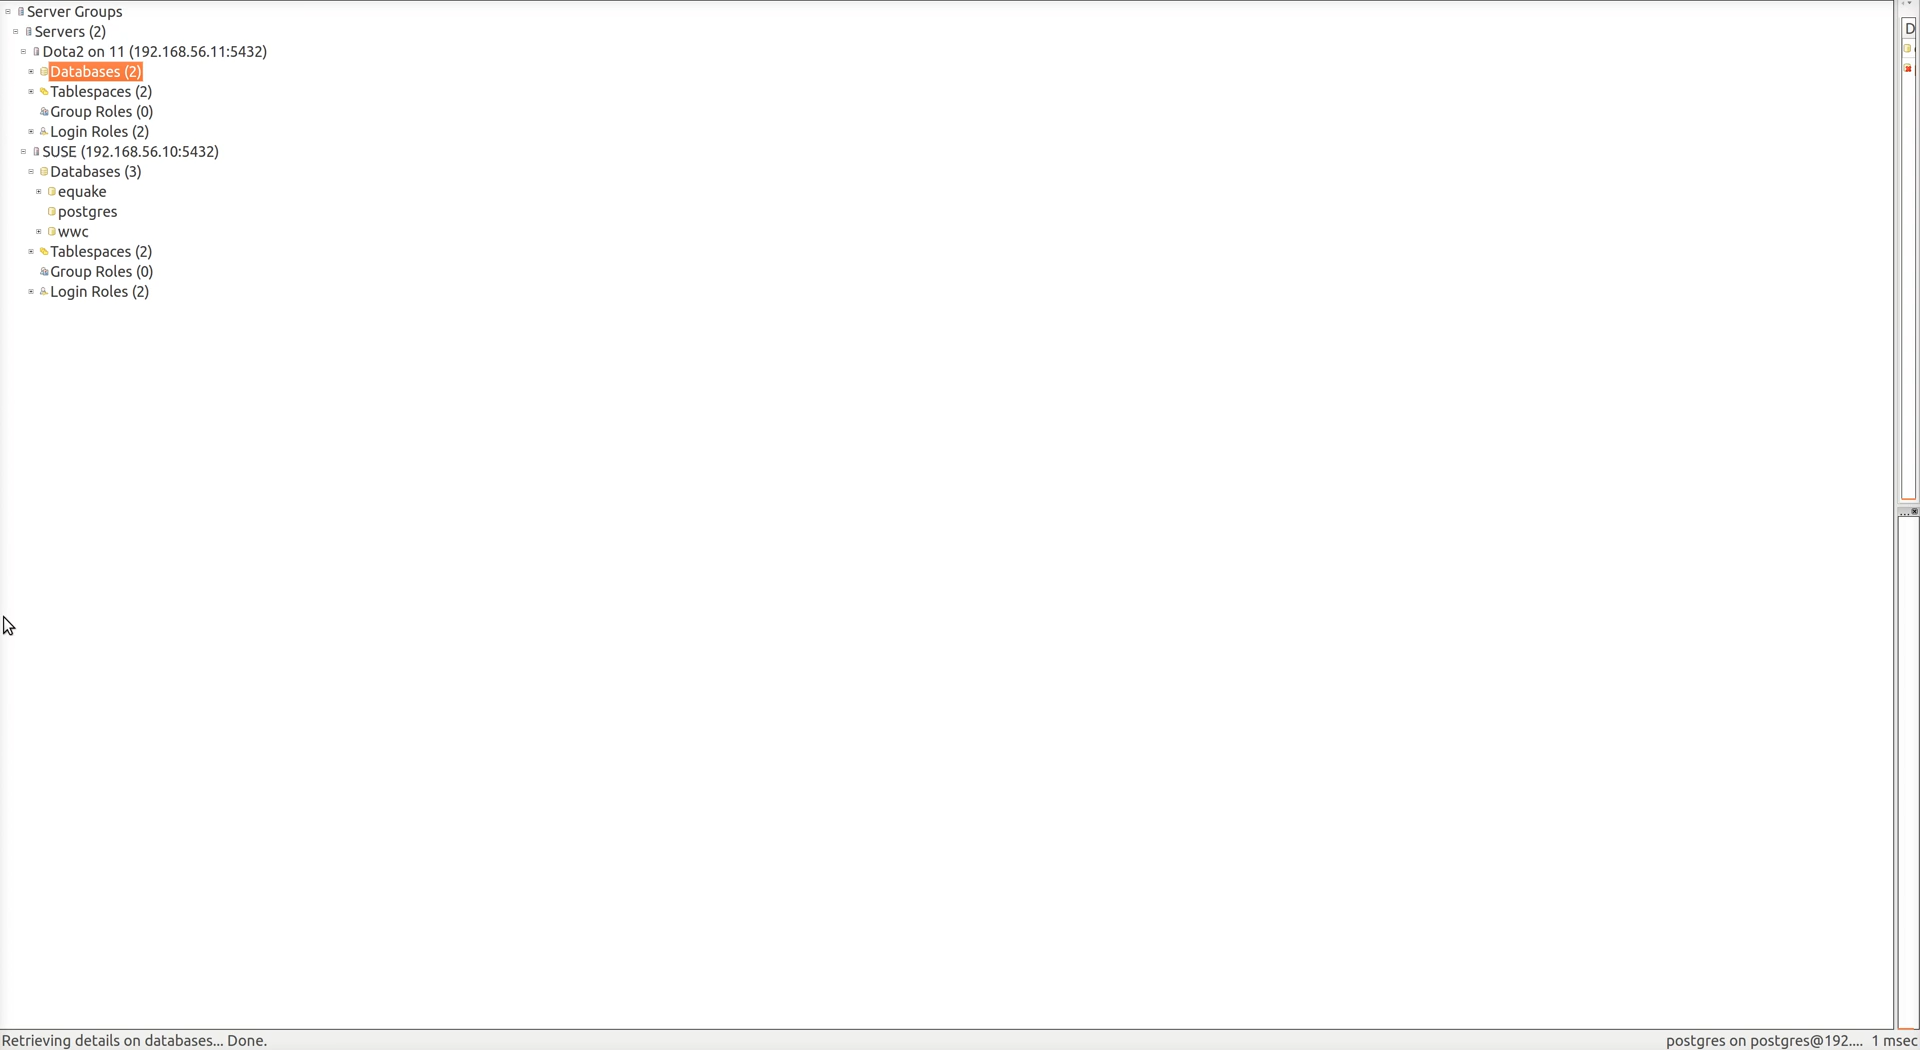 Server Groups
Servers (2)
Dota2 on 11 (192.168.56.11:5432)
Databases (2)
Tablespaces (2)
Group Roles (0)
Login Roles (2)
SUSE (192.168.56.10:5432)
Databases (3)
equake
postgres
wwc
Tablespaces (2)
Group Roles (0)
Login Roles (2)
D
...
Retrieving details on databases... Done.
postgres on postgres@192.... 1 msec